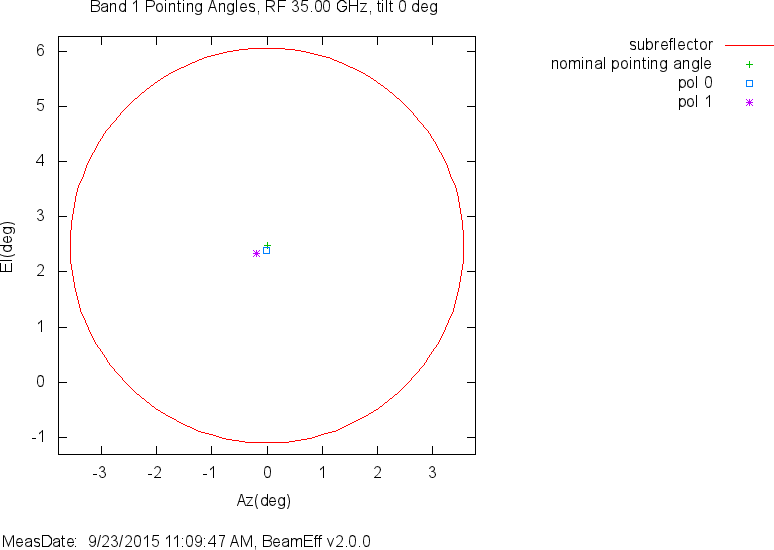 Band 1 Pointing Angles, RF 35.00 GHz, tilt 0 deg
subreflector
nominal pointing angle
pol 0
pol 1
El(deg)
6
5
4
3
2
1
0
-1
-3 -2 -1 0 1 2 3
Az(deg)
MeasDate: 9/23/2015 11:09:47 AM, BeamEff v2.0.0